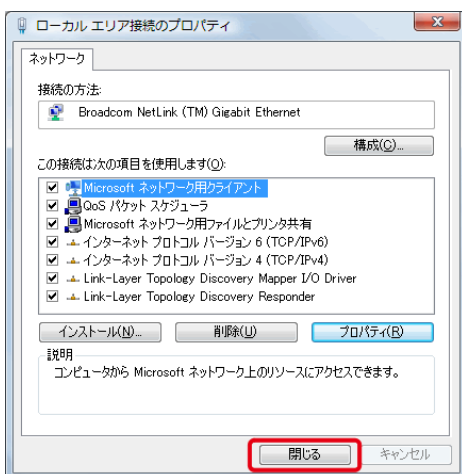 ローカル エリア接続のプロパティ
X
ネットワーク
接続の方法:
Broadcom NetLink (TM) Gigabit Ethernet
構成(C)...
この接続は次の項目を使用します(O):
Microsoft ネットワーク用クライアント
QoS パケット スケジューラ
Microsoft ネットワーク用ファイルとプリンタ共有
インターネット プロトコル バージョン 6 (TCP/IPv6)
インターネット プロトコル バージョン 4 (TCP/IPv4)
Link-Layer Topology Discovery Mapper I/O Driver
Link-Layer Topology Discovery Responder
インストール(N)... 削除(U) プロパティ(R)
説明
コンピュータから Microsoft ネットワーク上のリソースにアクセスできます。
閉じる キャンセル